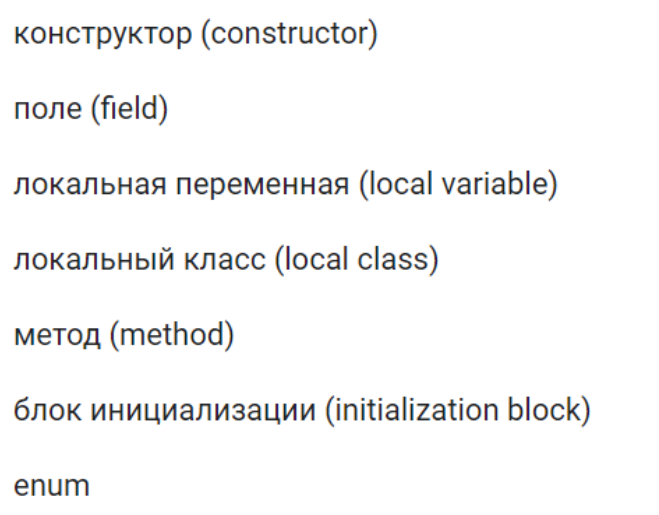 конструктор (constructor)
поле (field)
локальная переменная (local variable)
локальный класс (local class)
метод (method)
блок инициализации (initialization block)
enum